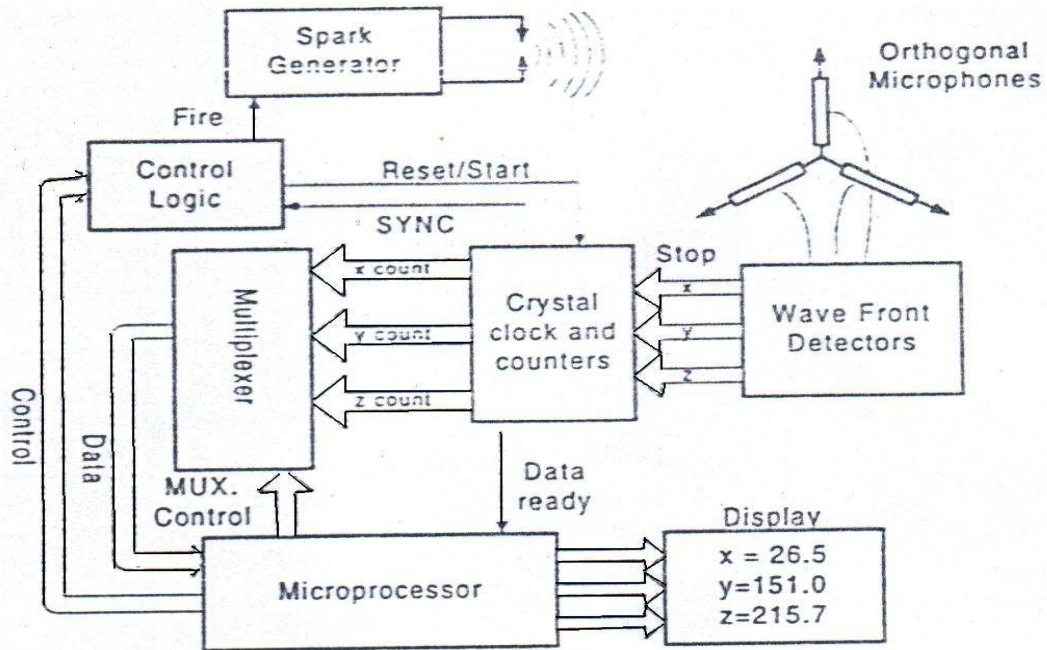 Spark
Generator
Orthogonal
Microphones
Fire
Control
Logic
Reset/Start
SYNC
Stop
x count
y count
z count
Multiplexer
Crystal
clock and
counters
x
y
z
Wave Front
Detectors
Control
Data
MUX.
Control
Data
ready
Display
Microprocessor
x = 26.5
y=151.0
z=215.7